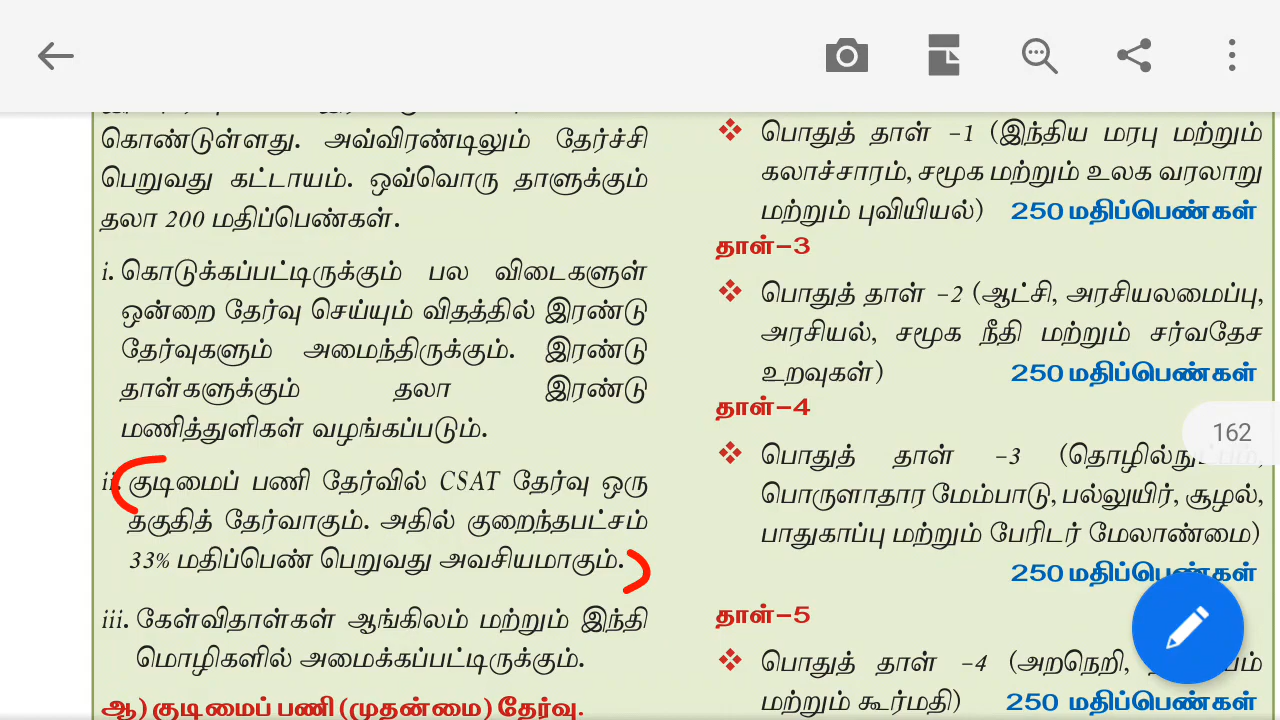 கொண்டுள்ளது. அவ்விரண்டிலும் தேர்ச்சி
பெறுவது கட்டாயம். ஒவ்வொரு தாளுக்கும்
தலா 200 மதிப்பெண்கள்.
i. கொடுக்கப்பட்டிருக்கும் பல விடைகளுள்
ஒன்றை தேர்வு செய்யும் விதத்தில் இரண்டு
தேர்வுகளும் அமைந்திருக்கும். இரண்டு
தாள்களுக்கும் தலா இரண்டு
மணித்துளிகள் வழங்கப்படும்.
ii. குடிமைப் பணி தேர்வில் CSAT தேர்வு ஒரு
தகுதித் தேர்வாகும். அதில் குறைந்தபட்சம்
33% மதிப்பெண் பெறுவது அவசியமாகும்.
iii. கேள்விதாள்கள் ஆங்கிலம் மற்றும் இந்தி
மொழிகளில் அமைக்கப்பட்டிருக்கும்.
ஆ) குடிமைப் பணி (முதன்மை) தேர்வு.
❖ பொதுத் தாள் -1 (இந்திய மரபு மற்றும்
கலாச்சாரம், சமூக மற்றும் உலக வரலாறு
மற்றும் புவியியல்) 250 மதிப்பெண்கள்
தாள்-3
❖ பொதுத் தாள் -2 (ஆட்சி, அரசியலமைப்பு,
அரசியல், சமூக நீதி மற்றும் சர்வதேச
உறவுகள்) 250 மதிப்பெண்கள்
தாள்-4
162
❖ பொதுத் தாள் -3 (தொழில்நுட்பம்,
பொருளாதார மேம்பாடு, பல்லுயிர், சூழல்,
பாதுகாப்பு மற்றும் பேரிடர் மேலாண்மை)
250 மதிப்பெண்கள்
தாள்-5
❖ பொதுத் தாள் -4 (அறநெறி,
மற்றும் கூர்மதி) 250 மதிப்பெண்கள்